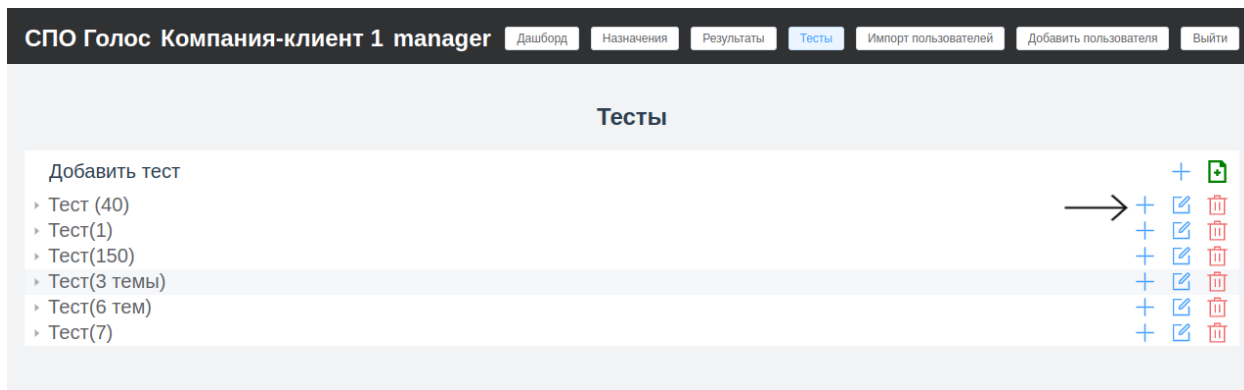 СПО Голос Компания-клиент 1 manager Дашборд Назначения Результаты Тесты Импорт пользователей Добавить пользователя Выйти
Тесты
Добавить тест
Тест (40)
Тест(1)
Тест(150)
Тест(3 темы)
Тест(6 тем)
Тест(7)